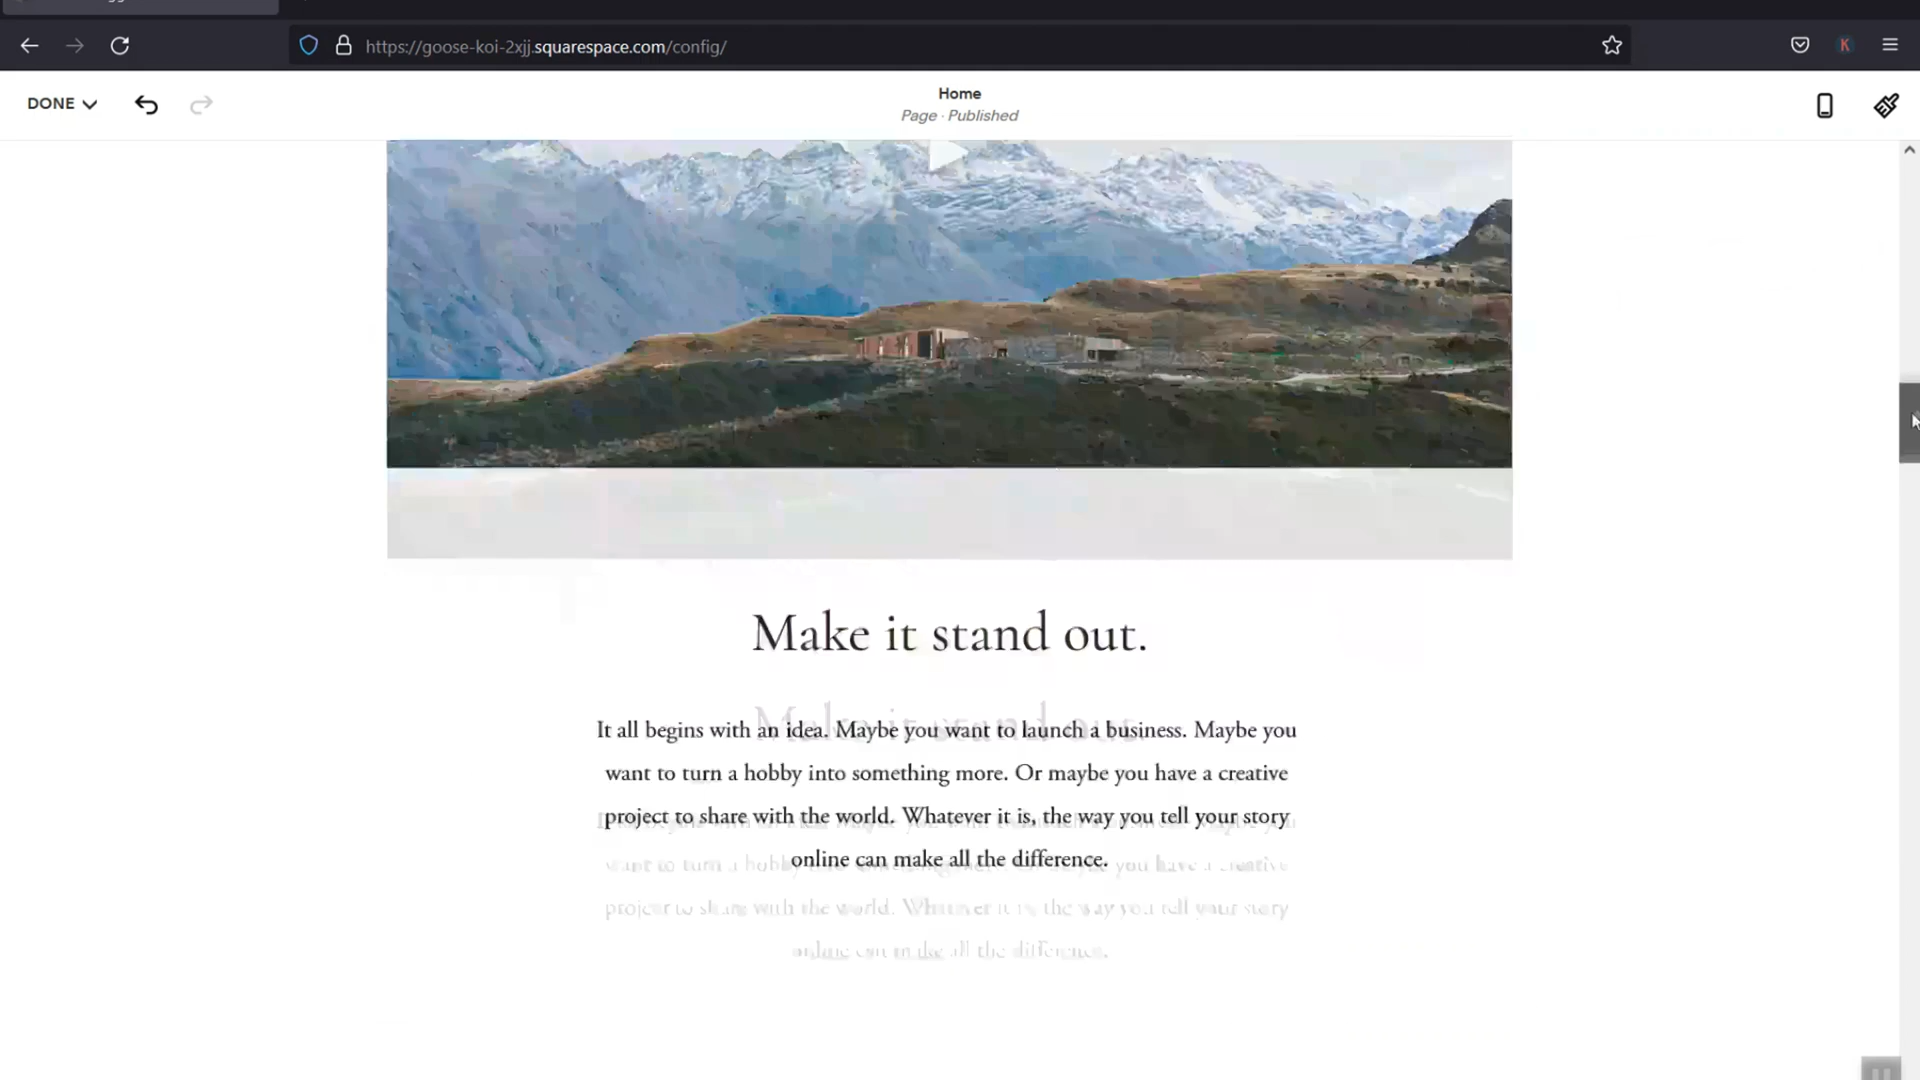 https://goose-koi-2xjj.squarespace.com/config/
DONE
Home
Page · Published
Make it stand out.
It all begins with an idea. Maybe you want to launch a business. Maybe you
want to turn a hobby into something more. Or maybe you have a creative
project to share with the world. Whatever it is, the way you tell your story
online can make all the difference.